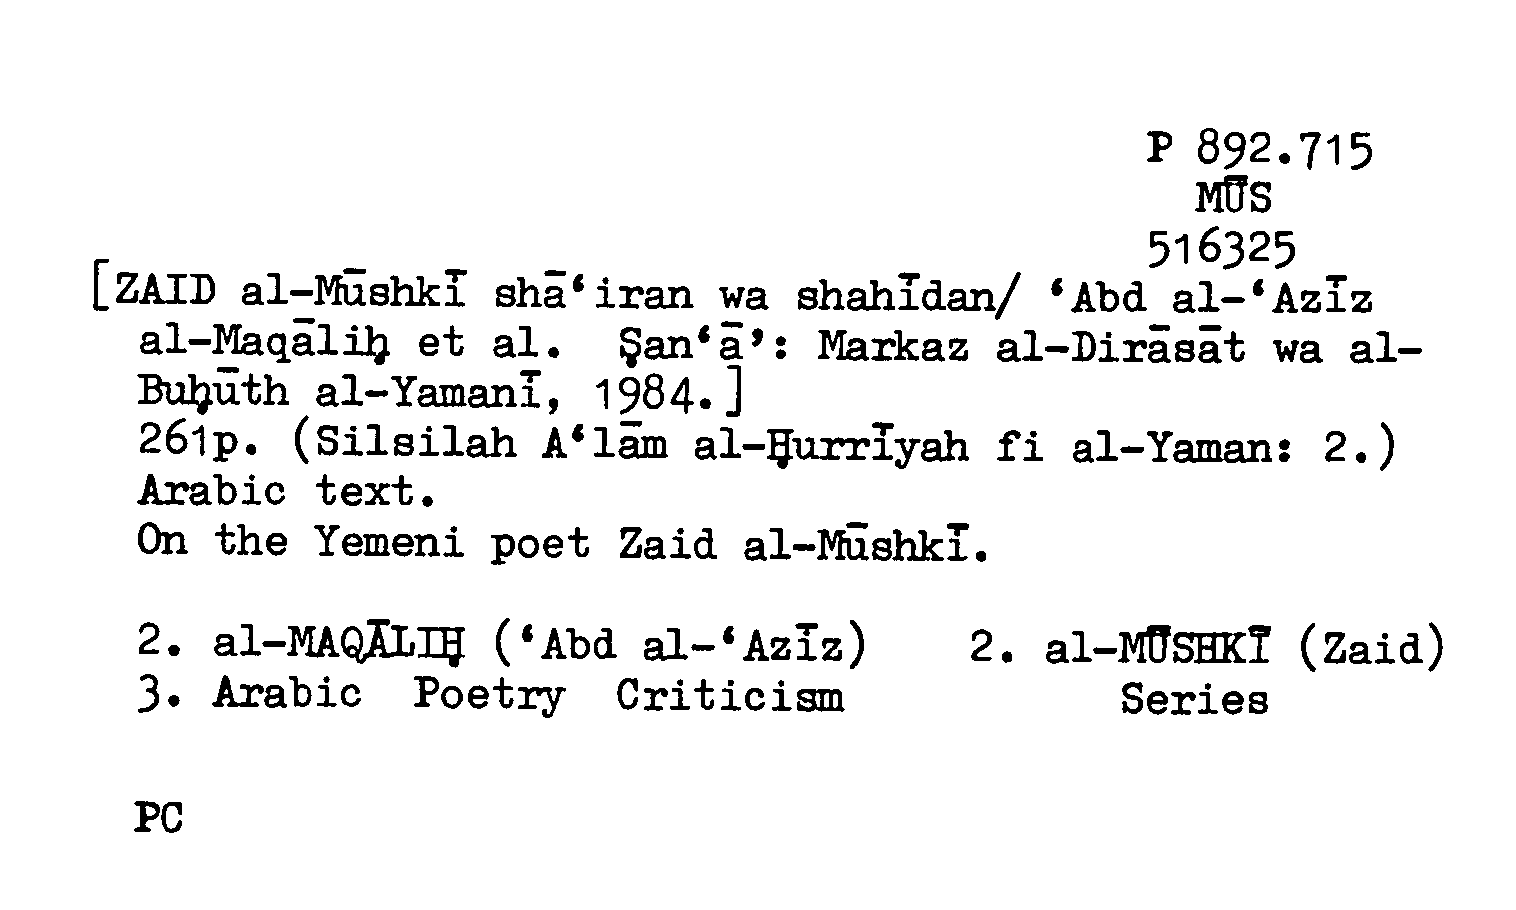 P 892.715
MŪS
516325
[ZAID al-Mūshkī shā‘iran wa shahīdan/ ‘Abd al-‘Azīz
al-Maqāliḥ et al. Ṣan‘ā’: Markaz al-Dirāsāt wa al-
Buḥūth al-Yamanī, 1984.]
261p. (Silsilah A‘lām al-Ḥurrīyah fi al-Yaman: 2.)
Arabic text.
On the Yemeni poet Zaid al-Mūshkī.
2. al-MAQĀLIḤ (‘Abd al-‘Azīz) 2. al-MŪSHKĪ (Zaid)
3. Arabic Poetry Criticism Series
PC